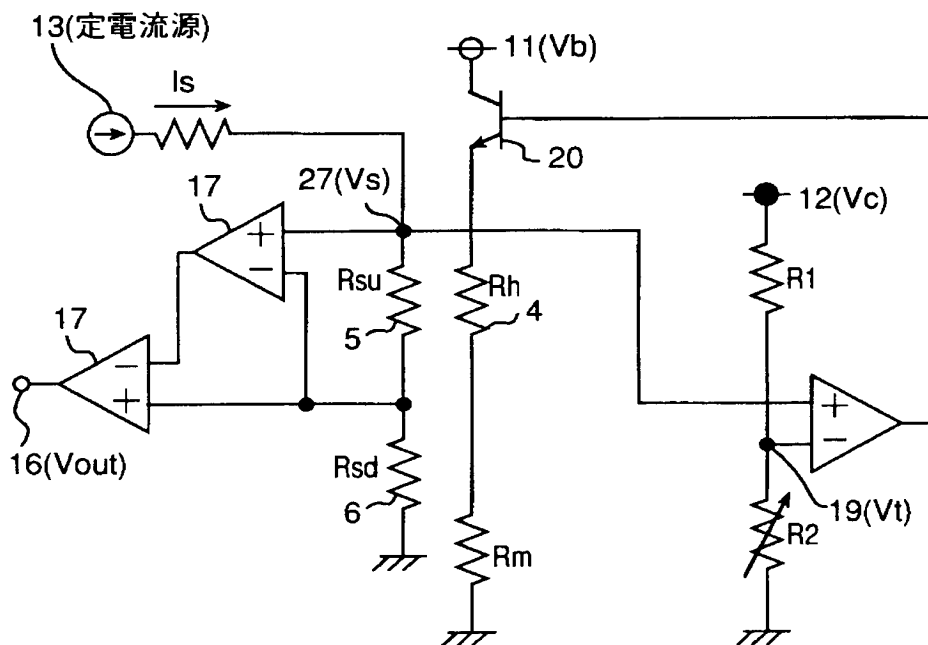 13(定電流源)
Is
11(Vb)
20
27(Vs)
12(Vc)
17
+
−
Rsu
5
Rh
4
R1
17
−
+
16(Vout)
Rsd
6
+
−
19(Vt)
R2
Rm